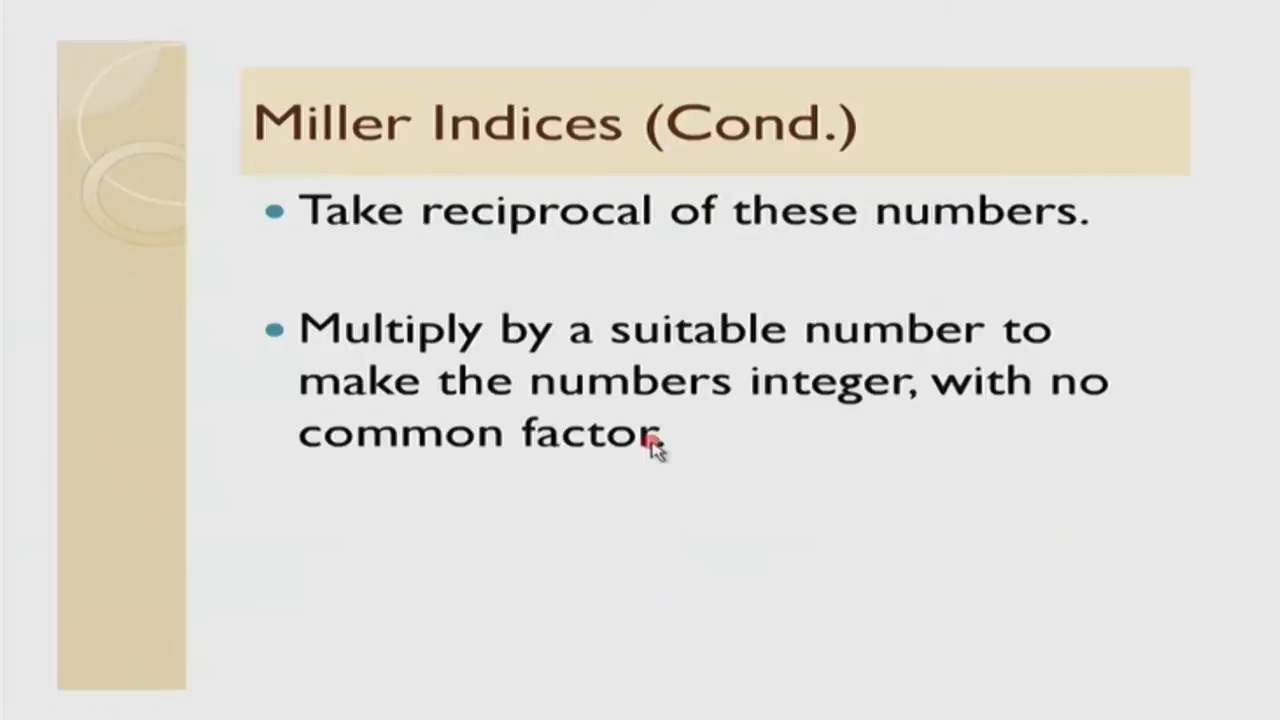 Miller Indices (Cond.)
• Take reciprocal of these numbers.
• Multiply by a suitable number to
make the numbers integer, with no
common factor.